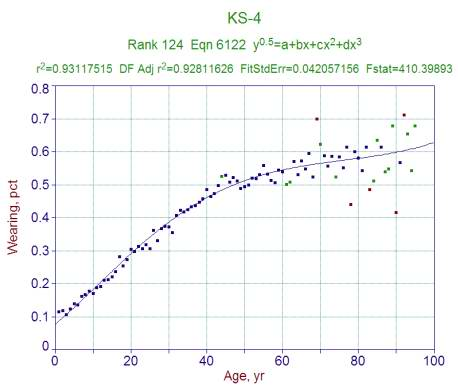 KS-4
Rank 124 Eqn 6122 y^0.5=a+bx+cx^2+dx^3
r^2=0.93117515 DF Adj r^2=0.92811626 FitStdErr=0.042057156 Fstat=410.39893
0.8
0.7
0.6
0.5
0.4
0.3
0.2
0.1
0
Wearing, pct
0 20 40 60 80 100
Age, yr